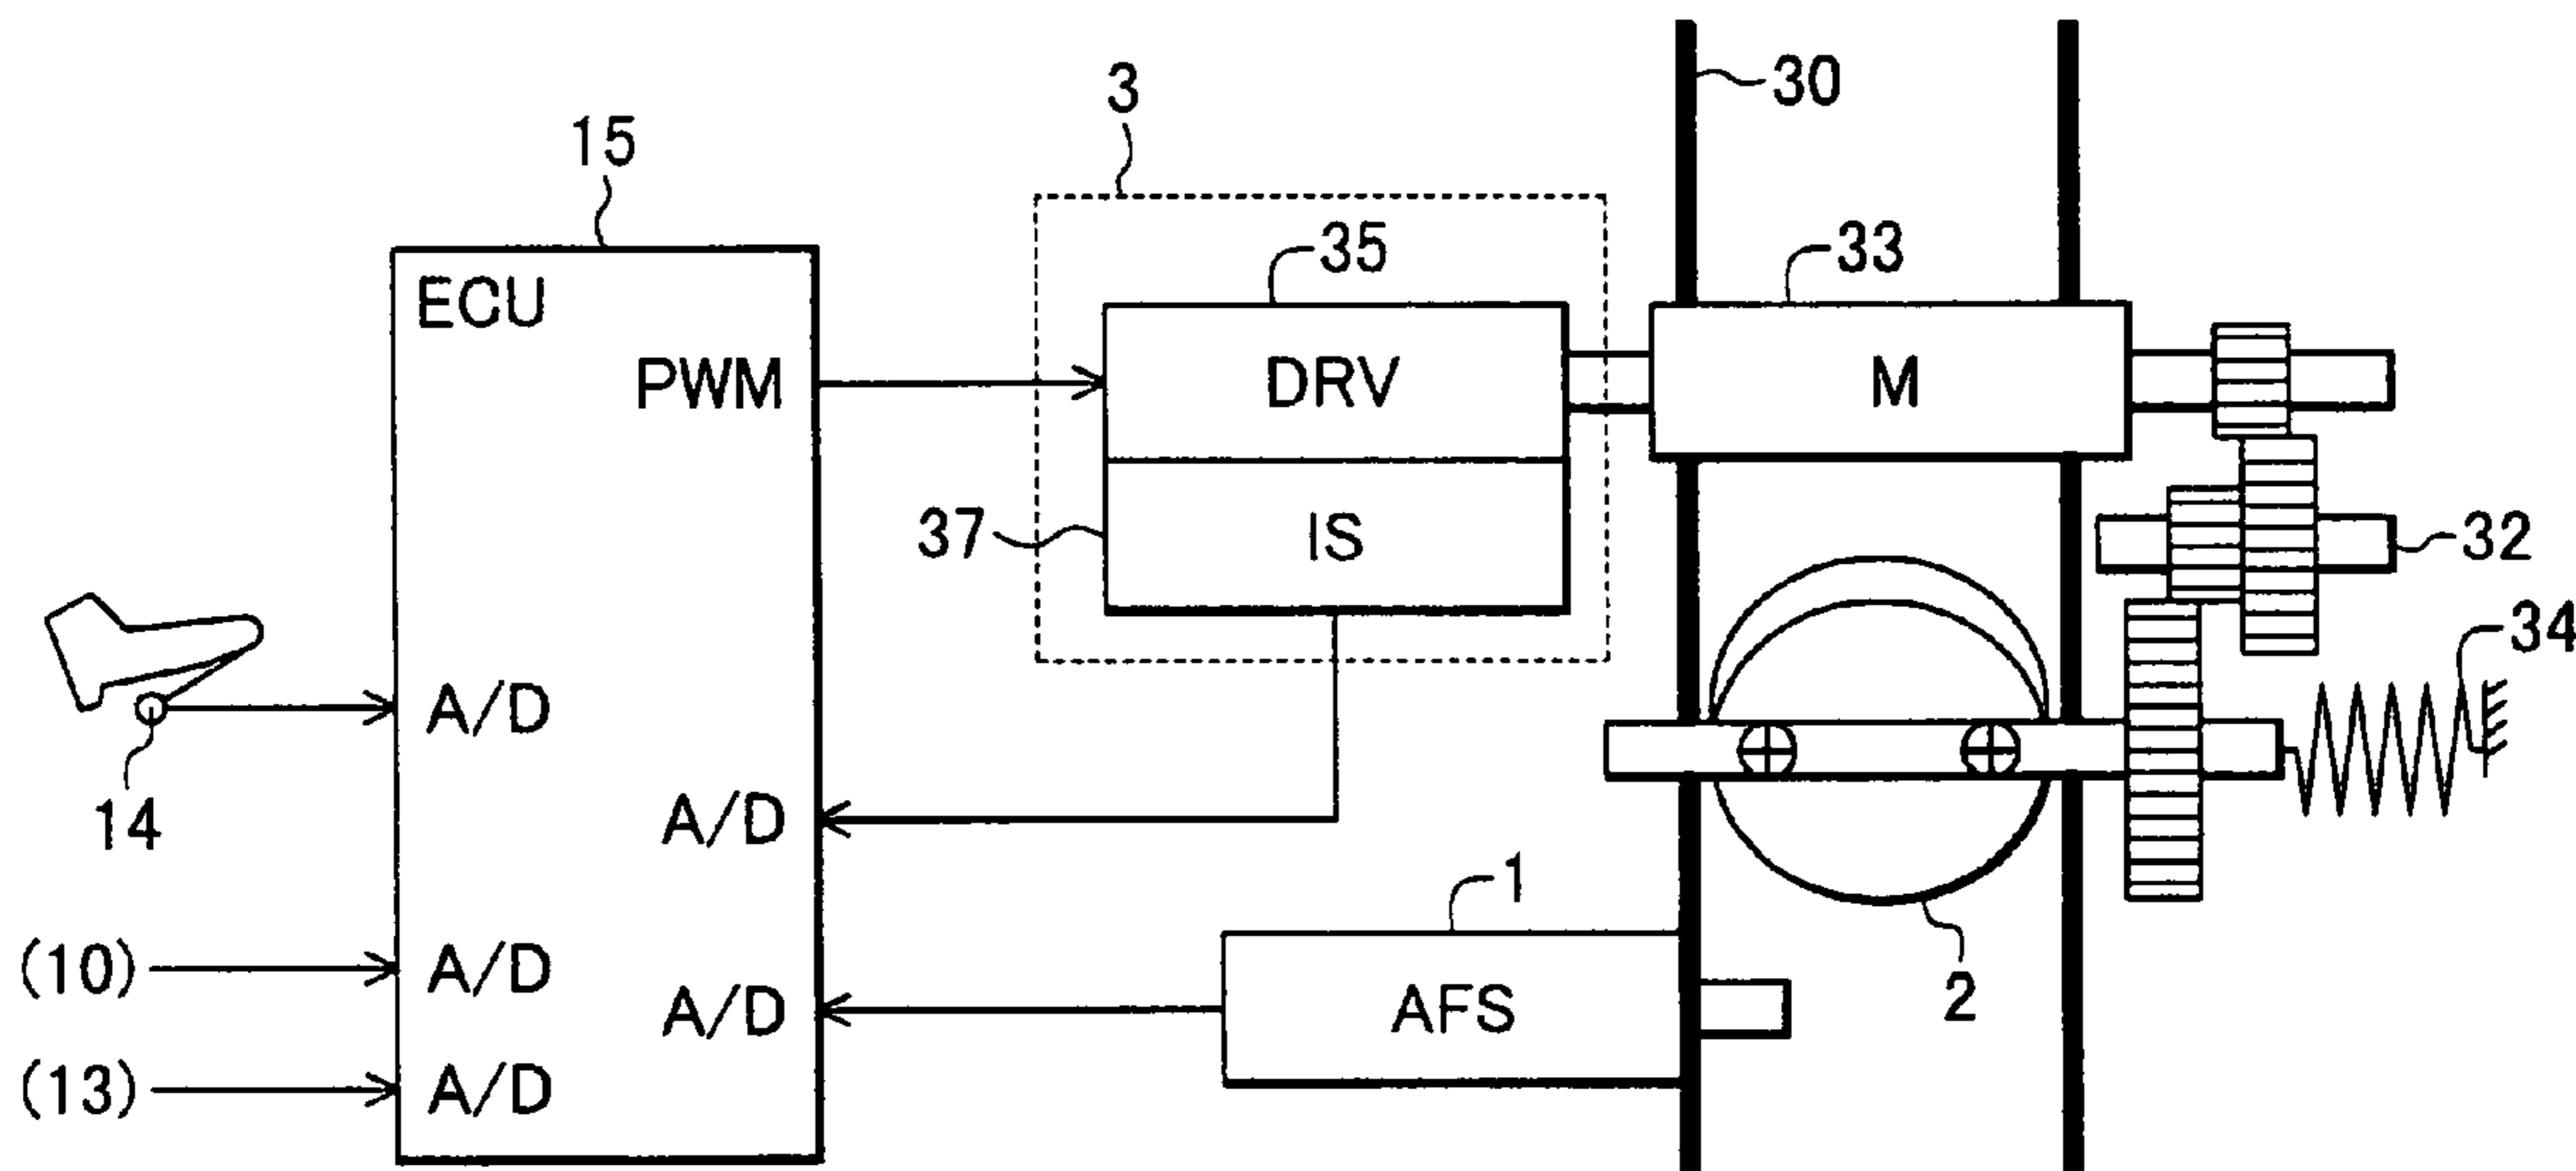 30
3
15
35
33
ECU
PWM
DRV
M
37
IS
32
34
A/D
14
A/D
1
(10)
A/D
A/D
AFS
2
(13)
A/D